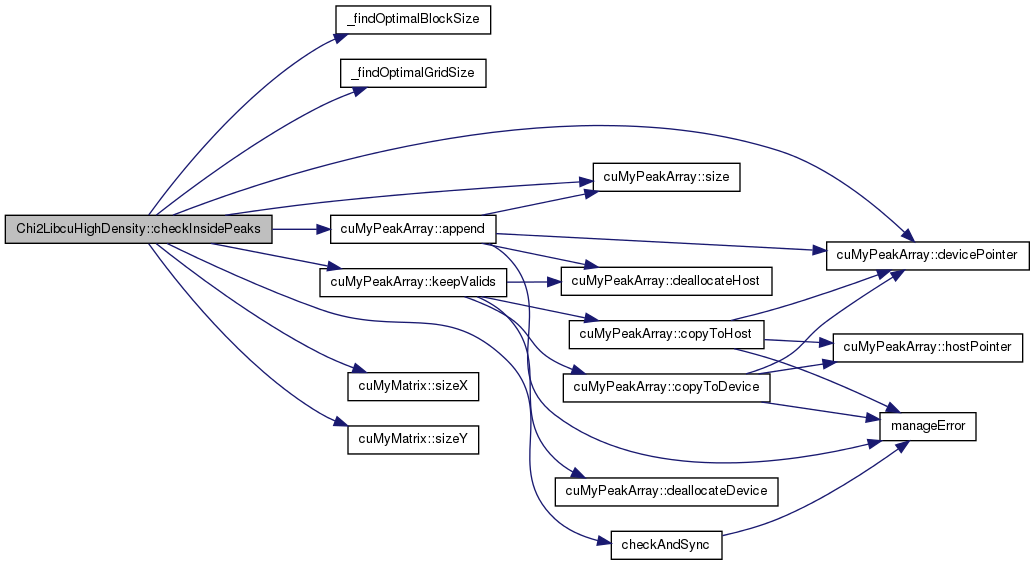 _findOptimalBlockSize
_findOptimalGridSize
cuMyPeakArray::size
Chi2LibcuHighDensity::checkInsidePeaks
cuMyPeakArray::append
cuMyPeakArray::devicePointer
cuMyPeakArray::keepValids
cuMyPeakArray::deallocateHost
cuMyPeakArray::copyToHost
cuMyPeakArray::hostPointer
cuMyMatrix::sizeX
cuMyPeakArray::copyToDevice
manageError
cuMyMatrix::sizeY
cuMyPeakArray::deallocateDevice
checkAndSync